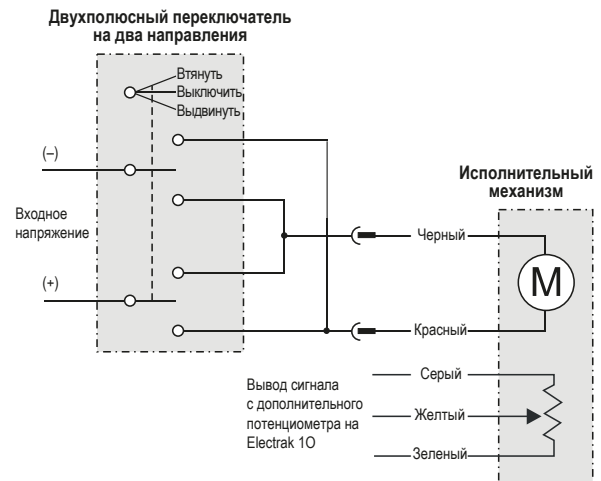 Двухполюсный переключатель
на два направления
Втянуть
Выключить
Выдвинуть
(–)
Входное
напряжение
(+)
Исполнительный
механизм
Черный
M
Красный
Серый
Вывод сигнала
с дополнительного
потенциометра на
Electrak 1O
Желтый
Зеленый